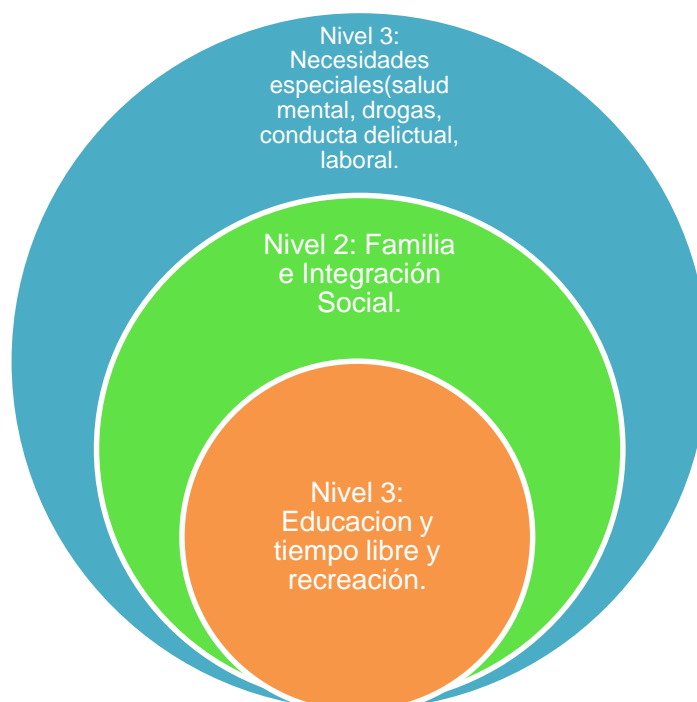 Nivel 3:
Necesidades
especiales(salud
mental, drogas,
conducta delictual,
laboral.
Nivel 2: Familia
e Integración
Social.
Nivel 3:
Educacion y
tiempo libre y
recreación.